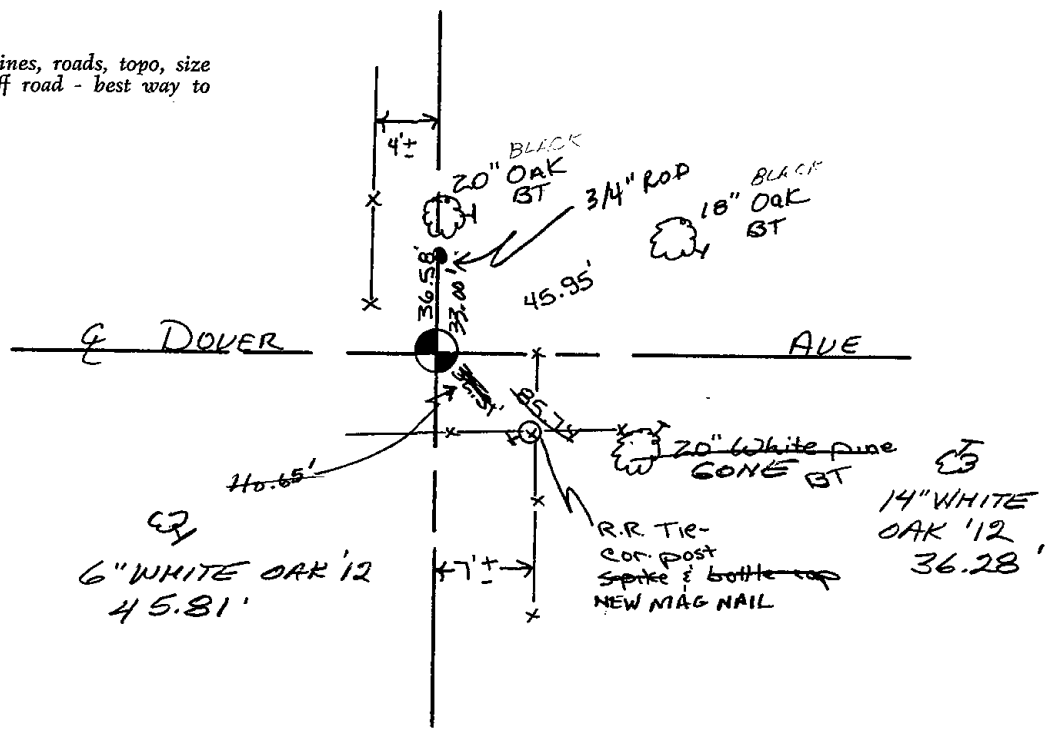 ines, roads, topo, size
ff road - best way to
4'±
BLACK
20" OAK
BT
3/4" ROD
BLACK
18" OAK
BT
36.58'
33.00'
45.95'
℄ DOVER AVE
110.65'
20" White pine
GONE BT
14" WHITE
OAK '12
36.28'
6" WHITE OAK '12
45.81'
7'±
R.R. Tie-
cor. post
spike & bottle cap
NEW MAG NAIL